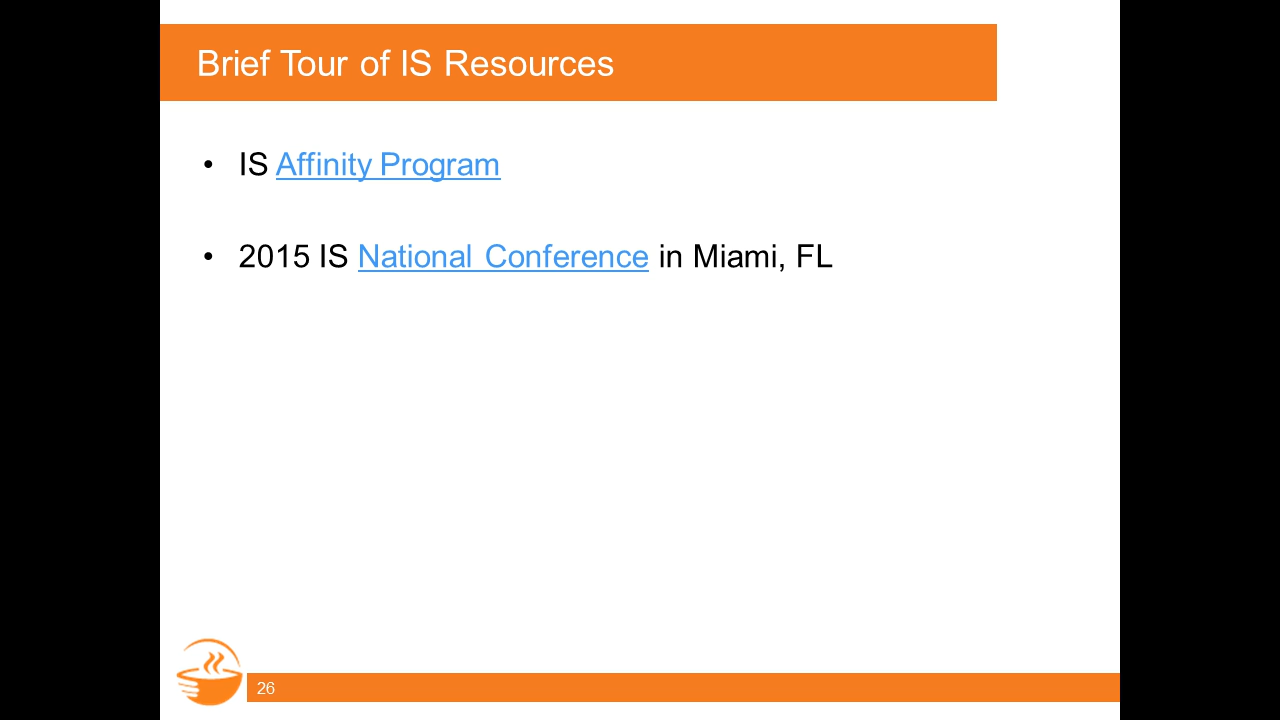 Brief Tour of IS Resources
• IS Affinity Program
• 2015 IS National Conference in Miami, FL
26